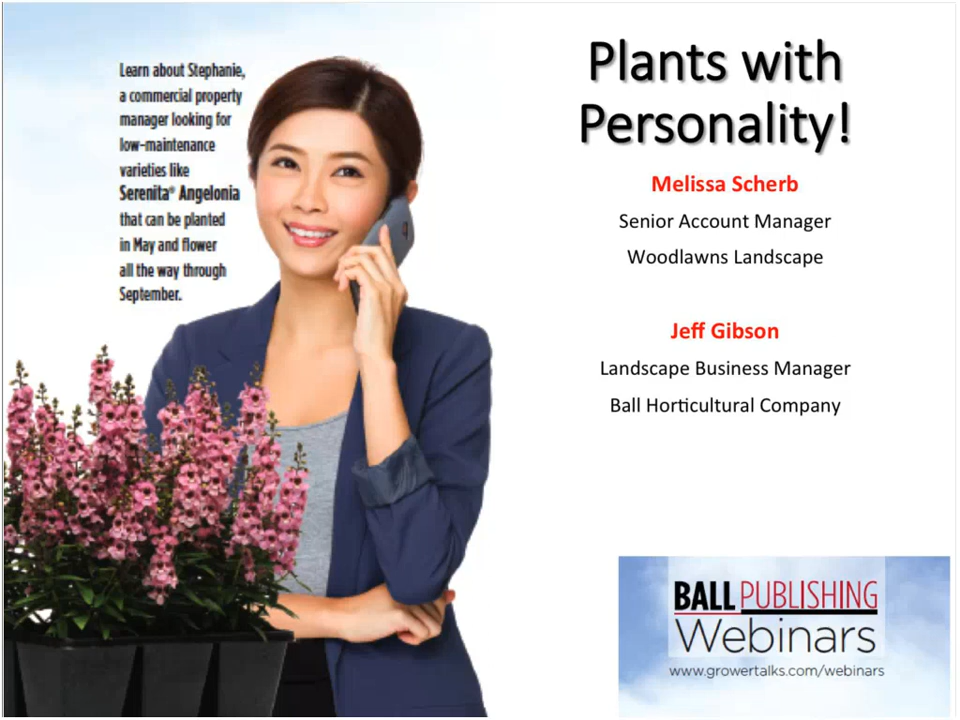 Learn about Stephanie,
a commercial property
manager looking for
low-maintenance
varieties like
Serenita® Angelonia
that can be planted
in May and flower
all the way through
September.
Plants with
Personality!
Melissa Scherb
Senior Account Manager
Woodlawns Landscape
Jeff Gibson
Landscape Business Manager
Ball Horticultural Company
BALL PUBLISHING
Webinars
www.growertalks.com/webinars